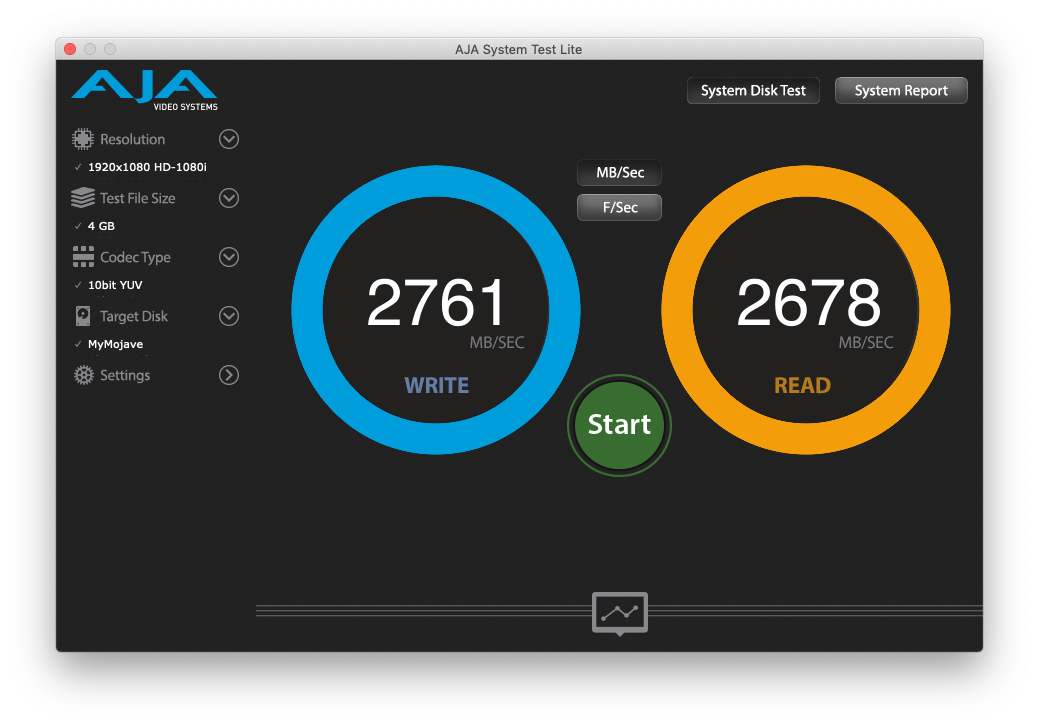 AJA System Test Lite
AJA
VIDEO SYSTEMS
System Disk Test
System Report
Resolution
✓ 1920x1080 HD-1080i
Test File Size
✓ 4 GB
Codec Type
✓ 10bit YUV
Target Disk
✓ MyMojave
Settings
MB/Sec
F/Sec
2761
MB/SEC
WRITE
2678
MB/SEC
READ
Start